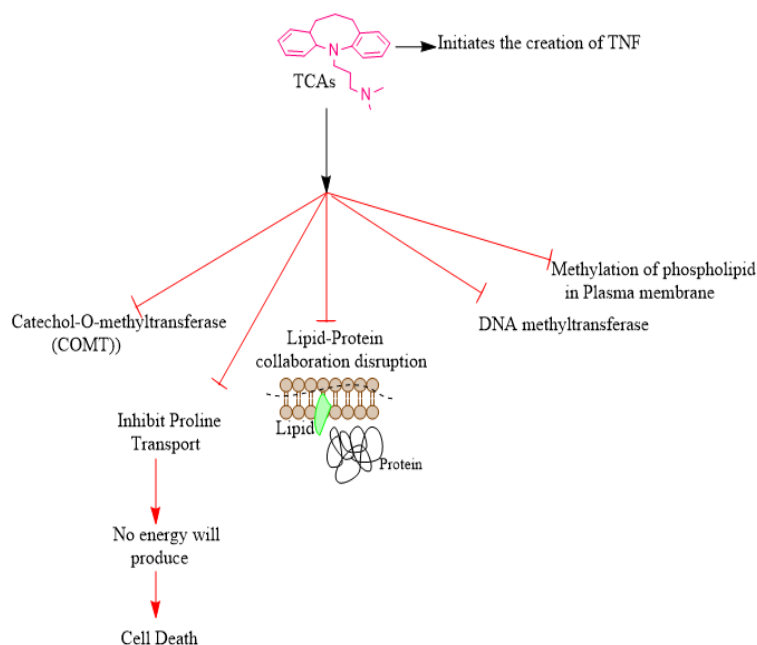 N
N
TCAs
Initiates the creation of TNF
Catechol-O-methyltransferase
(COMT))
Inhibit Proline
Transport
No energy will
produce
Cell Death
Lipid-Protein
collaboration disruption
Lipid
Protein
DNA methyltransferase
Methylation of phospholipid
in Plasma membrane